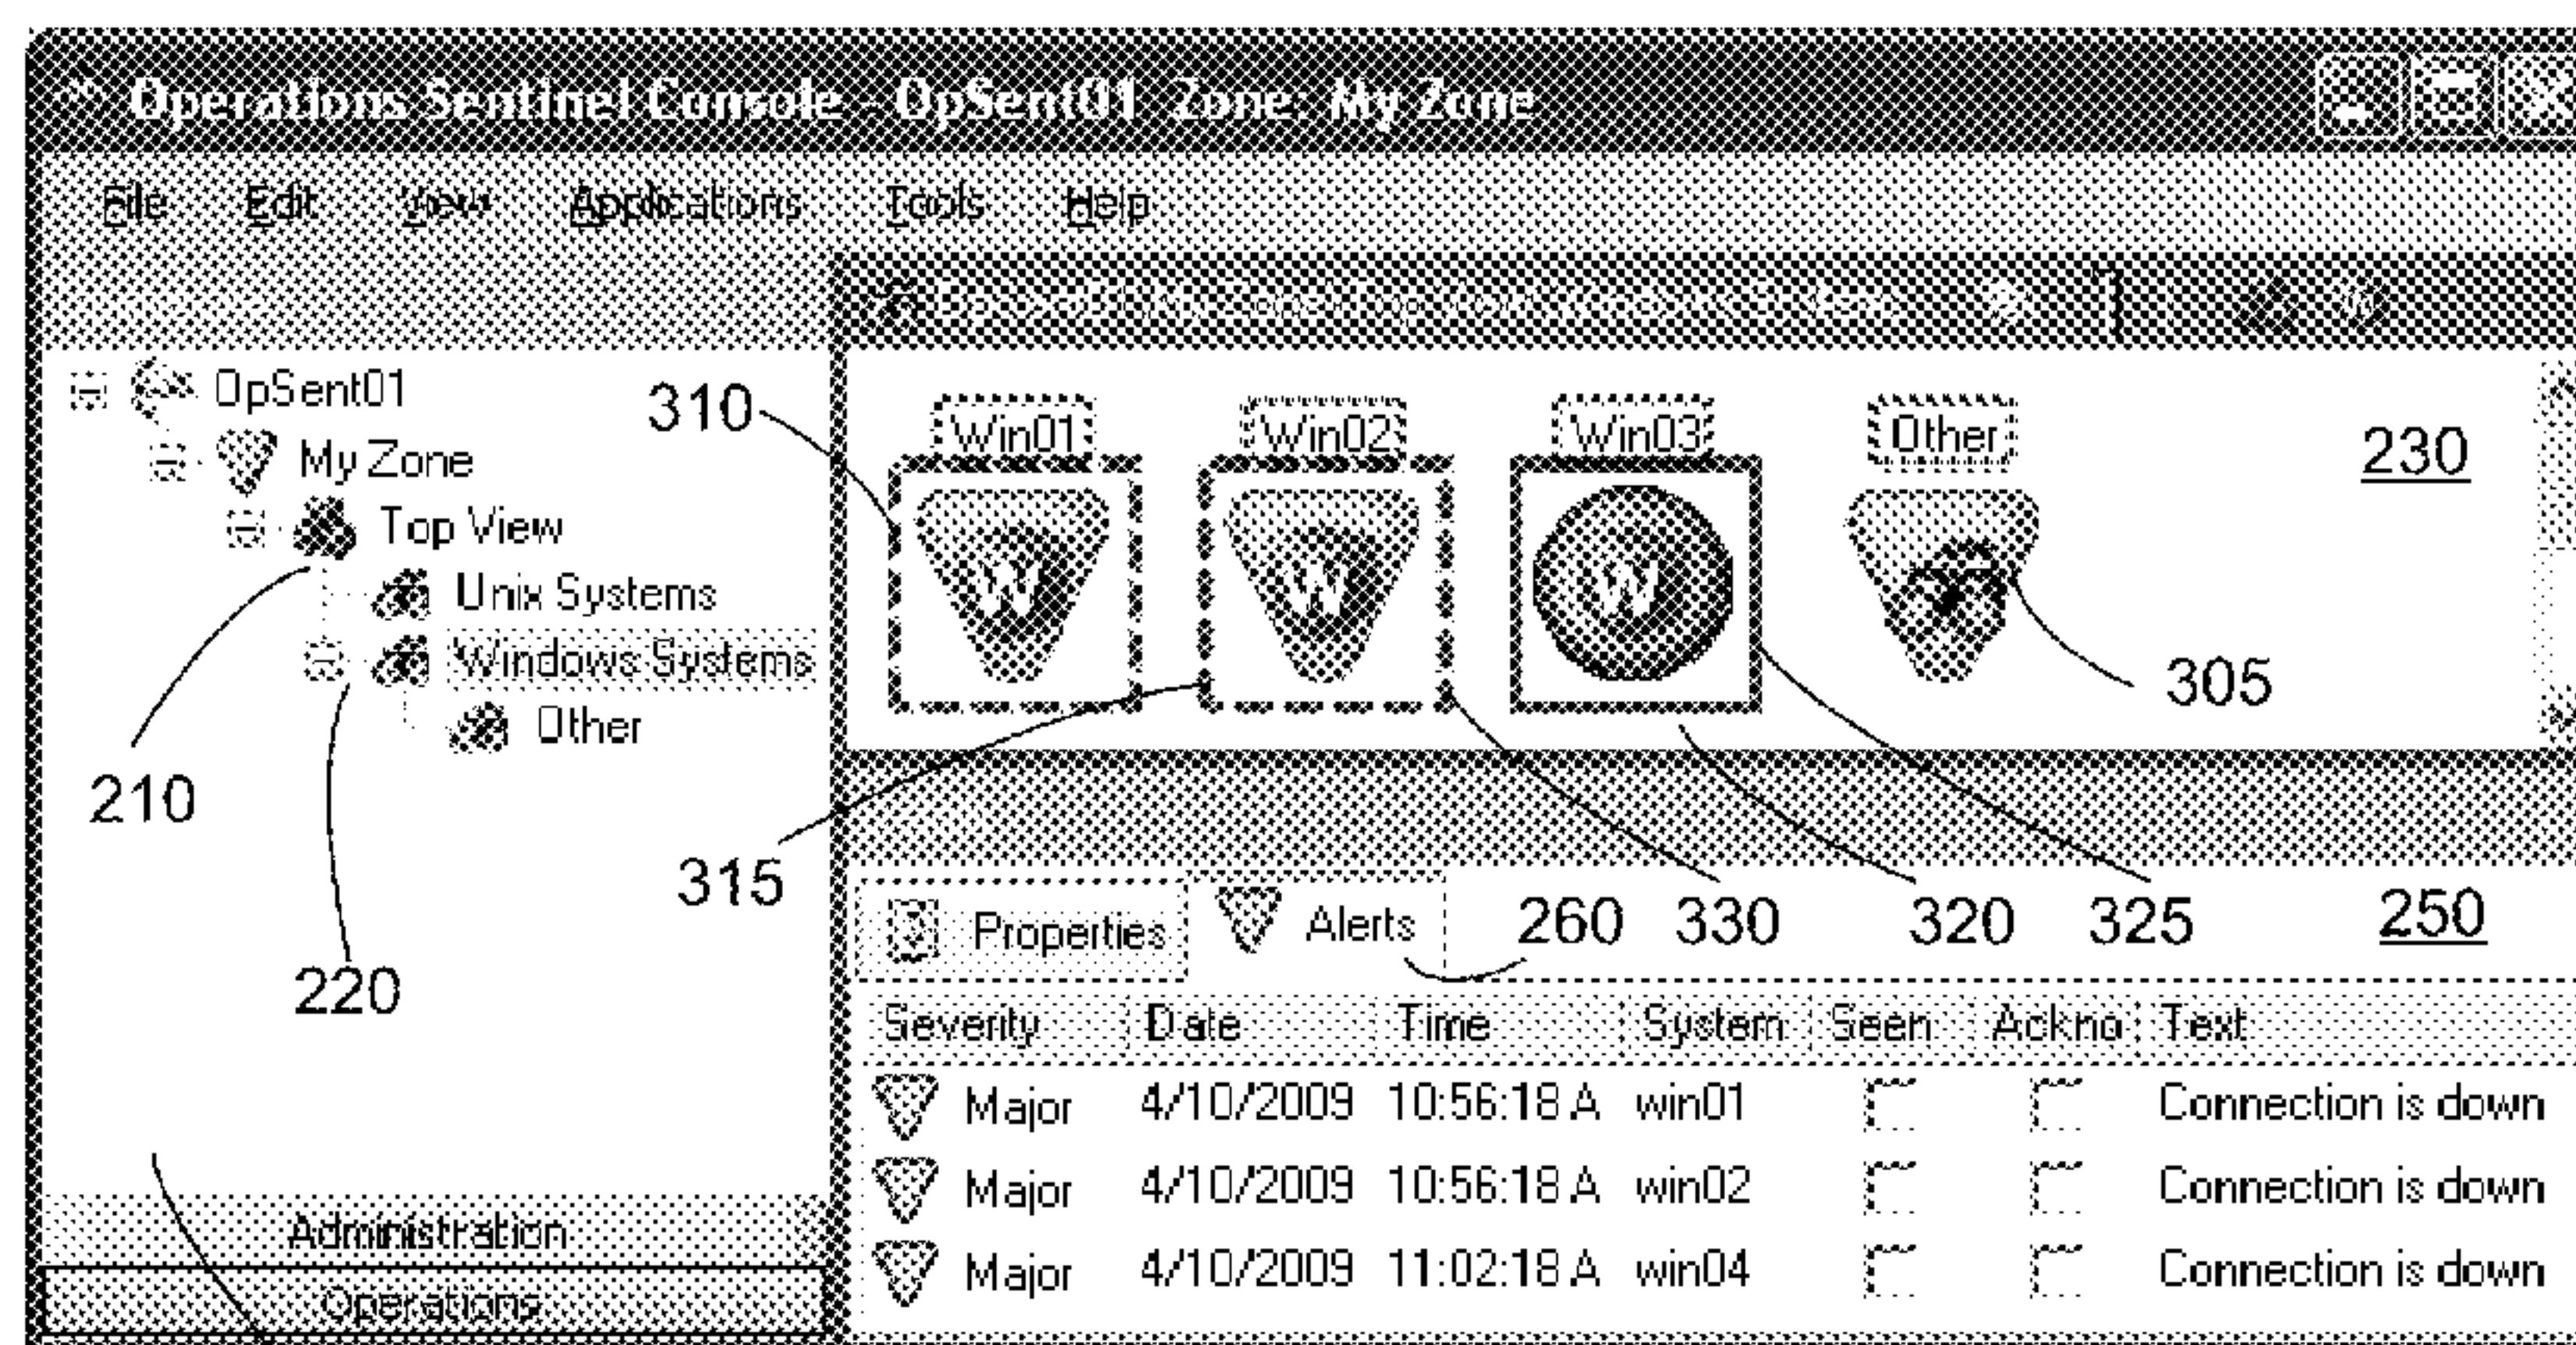 Operations Sentinel Console - OpSent01 Zone: My Zone
File Edit View Applications Tools Help
OpSent01
My Zone
Top View
Unix Systems
Windows Systems
Other
210
220
Administration
Operations
310
Win01 Win02 Win03 Other
W W W
230
305
315
Properties Alerts 260 330 320 325 250
Severity Date Time System Seen Ackno Text
Major 4/10/2009 10:56:18 A win01 Connection is down
Major 4/10/2009 10:56:18 A win02 Connection is down
Major 4/10/2009 11:02:18 A win04 Connection is down